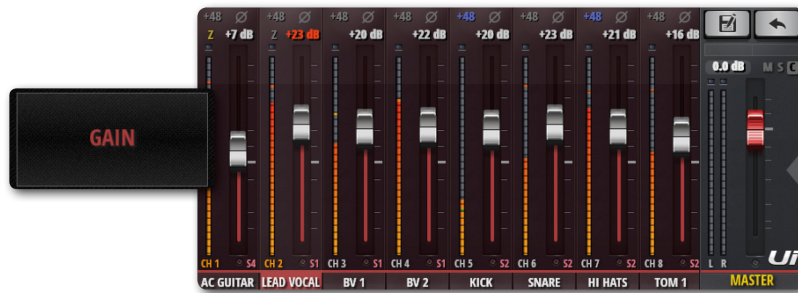 +48 Ø +48 Ø +48 Ø +48 Ø +48 Ø +48 Ø +48 Ø +48 Ø
Z +7 dB Z +23 dB +20 dB +22 dB +20 dB +23 dB +21 dB +16 dB
0.0 dB M S C
GAIN
CH 1 S4 CH 2 S1 CH 3 S1 CH 4 S1 CH 5 S2 CH 6 S2 CH 7 S2 CH 8 S2 L R Ui
AC GUITAR LEAD VOCAL BV 1 BV 2 KICK SNARE HI HATS TOM 1 MASTER